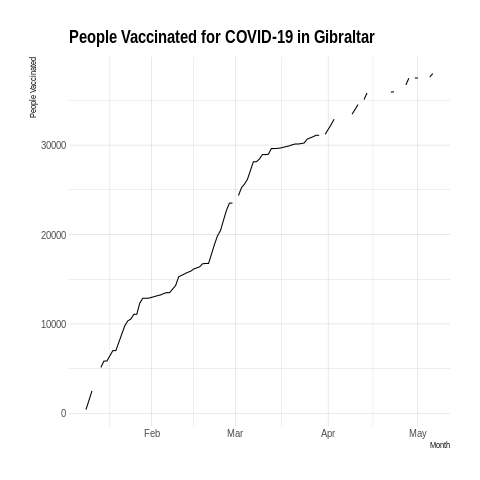 People Vaccinated for COVID-19 in Gibraltar
People Vaccinated
30000
20000
10000
0
Feb Mar Apr May
Month